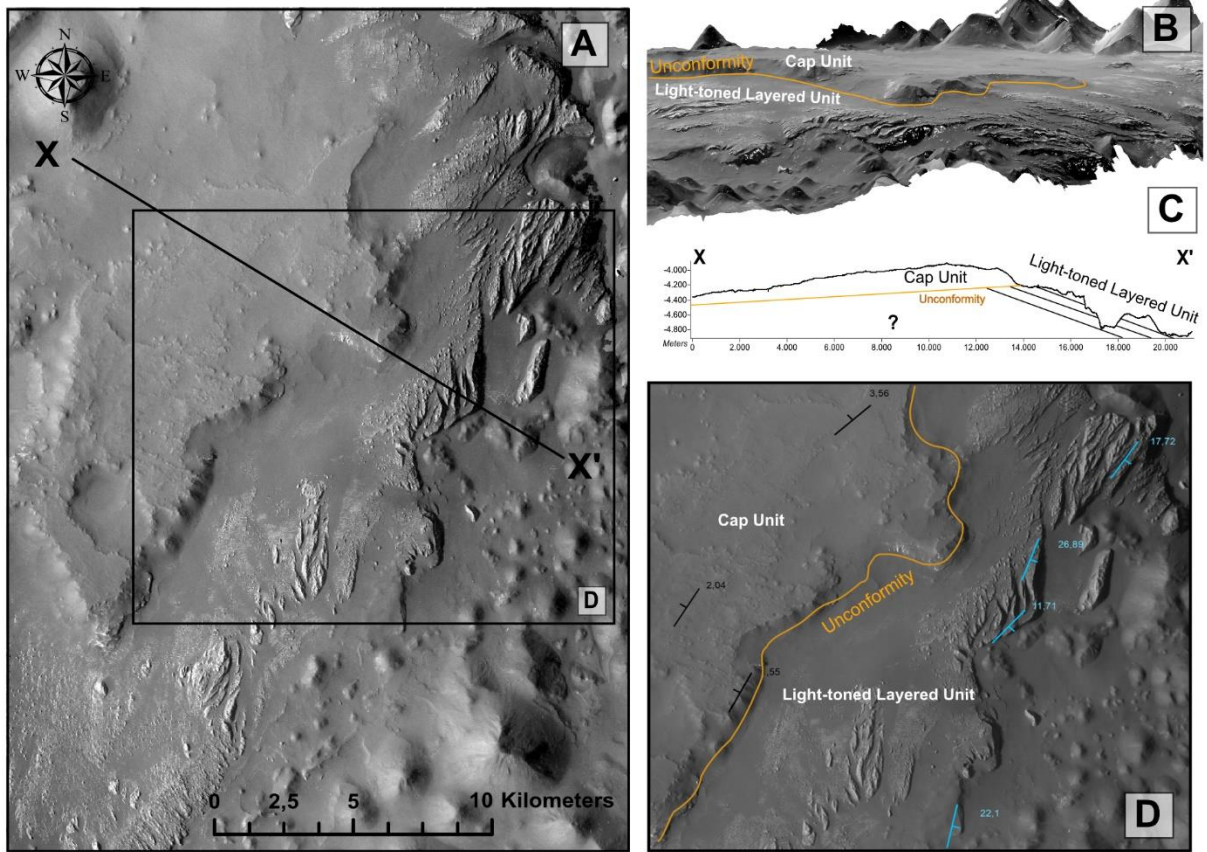 A
N
W E
S
X
X'
D
0 2,5 5 10 Kilometers
B
Unconformity
Cap Unit
Light-toned Layered Unit
C
X
X'
-4.000
-4.200
-4.400
-4.600
-4.800
Meters
Cap Unit
Light-toned Layered Unit
Unconformity
?
0 2.000 4.000 6.000 8.000 10.000 12.000 14.000 16.000 18.000 20.000
3,56
17,72
Cap Unit
26,89
2,04
Unconformity
11,71
Light-toned Layered Unit
22,1
D